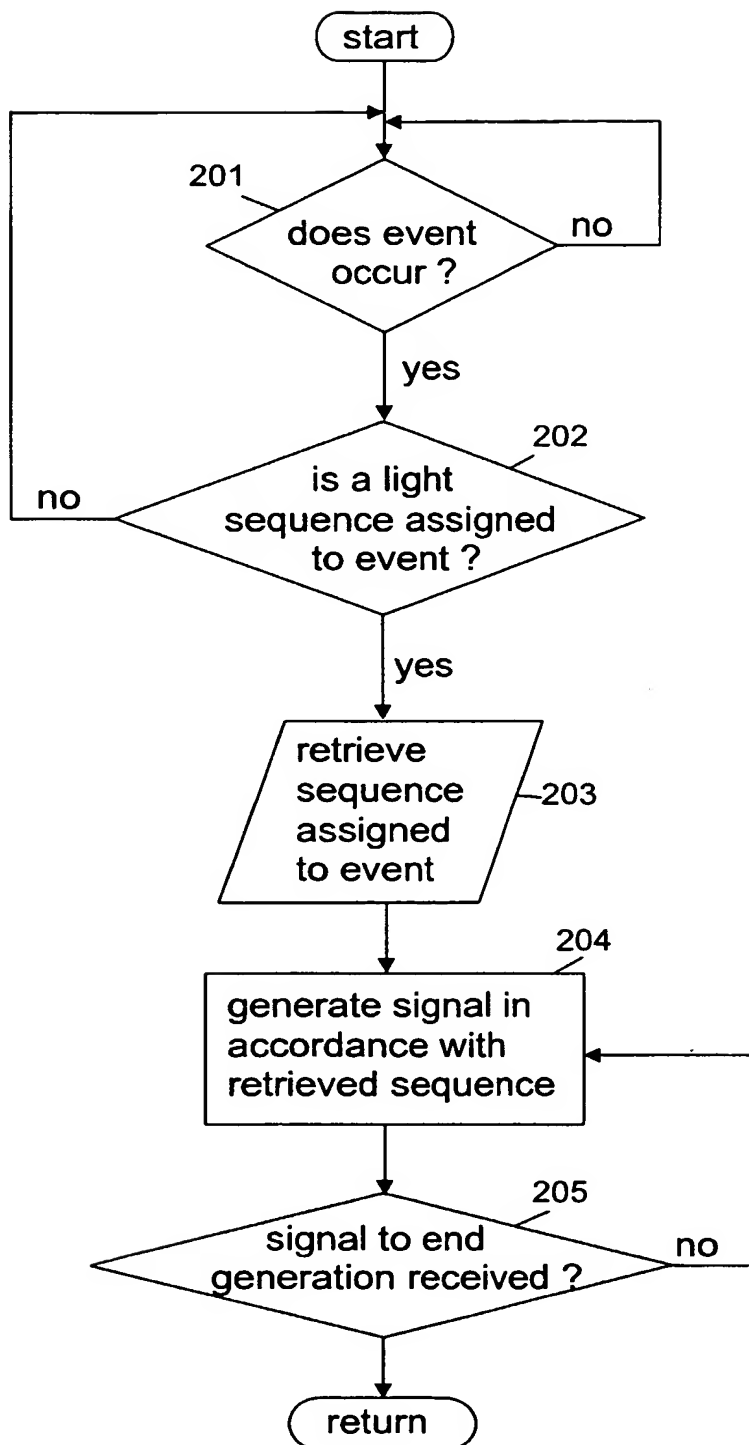 start
201
does event
occur ?
no
yes
202
is a light
sequence assigned
to event ?
no
yes
retrieve
sequence
assigned
to event
203
204
generate signal in
accordance with
retrieved sequence
205
signal to end
generation received ?
no
return